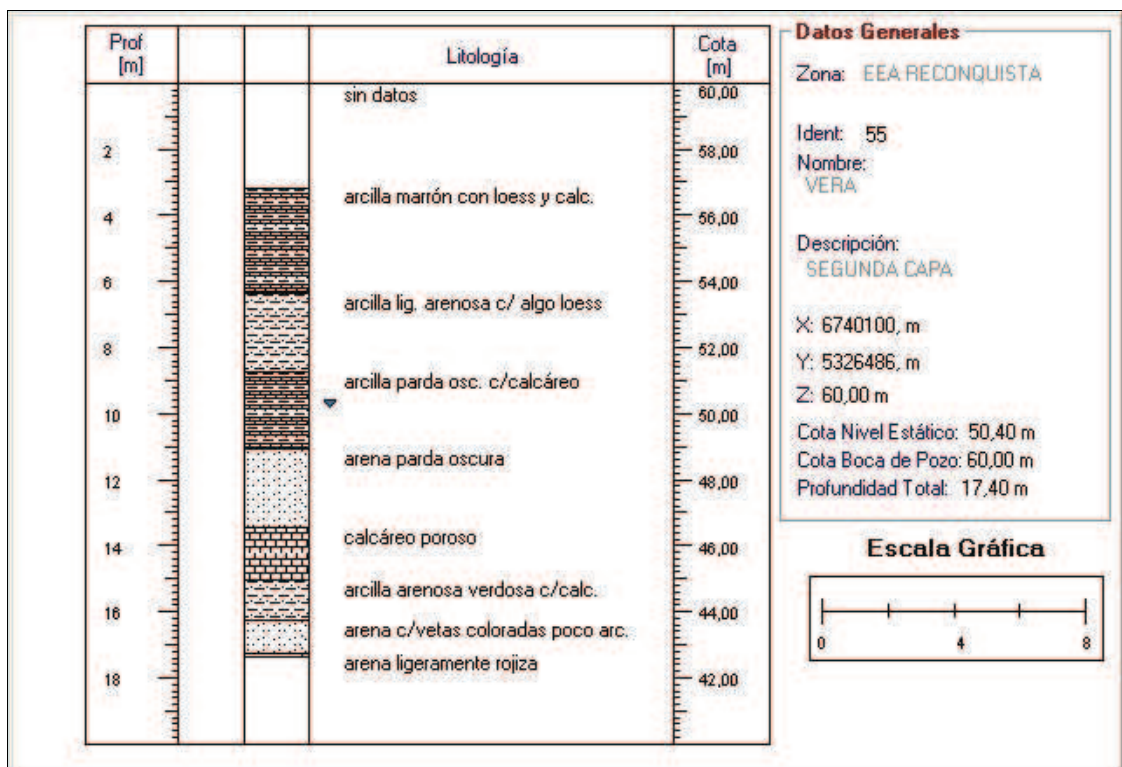 Prof
[m]
Litología
Cota
[m]
sin datos
60,00
2
58,00
arcilla marrón con loess y calc.
4
56,00
6
54,00
arcilla lig. arenosa c/ algo loess
8
52,00
arcilla parda osc. c/calcáreo
10
50,00
arena parda oscura
12
48,00
calcáreo poroso
14
46,00
arcilla arenosa verdosa c/calc.
16
44,00
arena c/vetas coloradas poco arc.
arena ligeramente rojiza
18
42,00
Datos Generales
Zona: EEA RECONQUISTA
Ident: 55
Nombre:
VERA
Descripción:
SEGUNDA CAPA
X: 6740100, m
Y: 5326486, m
Z: 60,00 m
Cota Nivel Estático: 50,40 m
Cota Boca de Pozo: 60,00 m
Profundidad Total: 17,40 m
Escala Gráfica
0 4 8